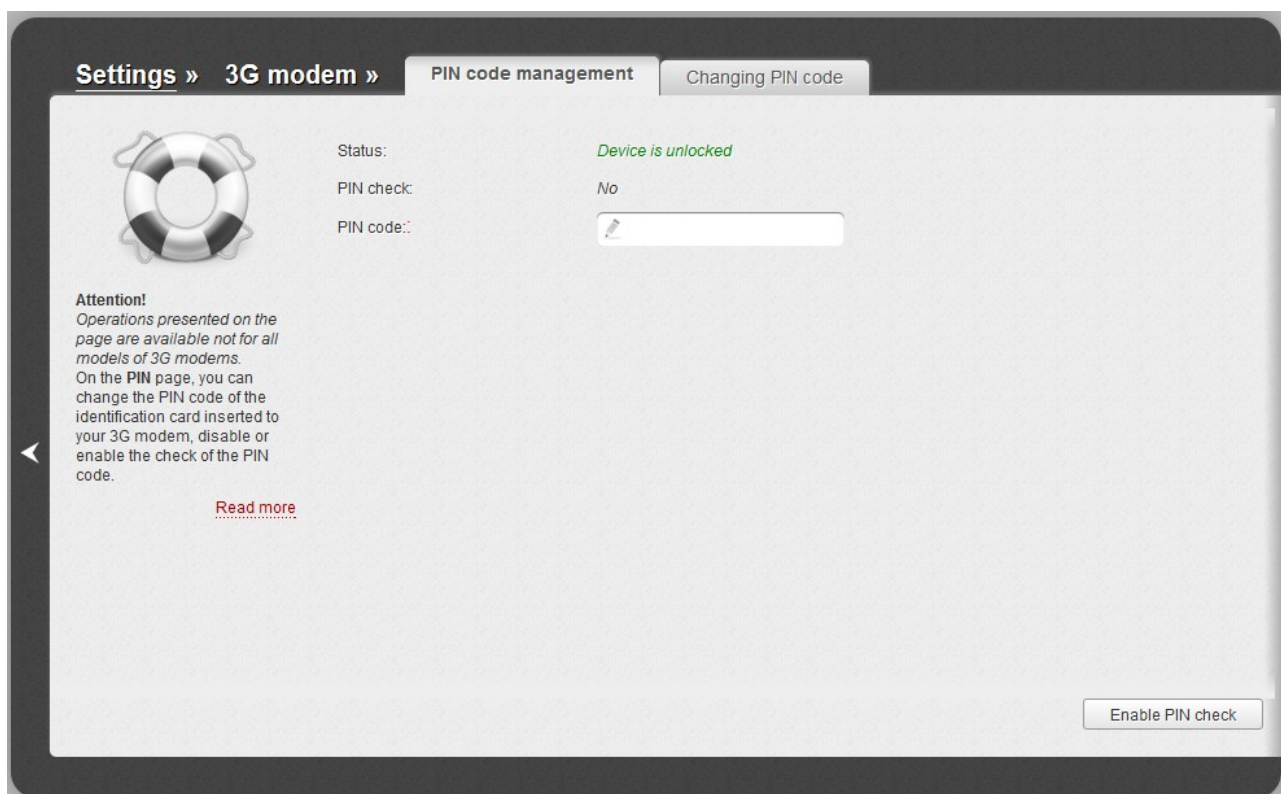 Settings » 3G modem » PIN code management Changing PIN code
Status: Device is unlocked
PIN check: No
PIN code:
Attention!
Operations presented on the
page are available not for all
models of 3G modems.
On the PIN page, you can
change the PIN code of the
identification card inserted to
your 3G modem, disable or
enable the check of the PIN
code.
Read more
Enable PIN check